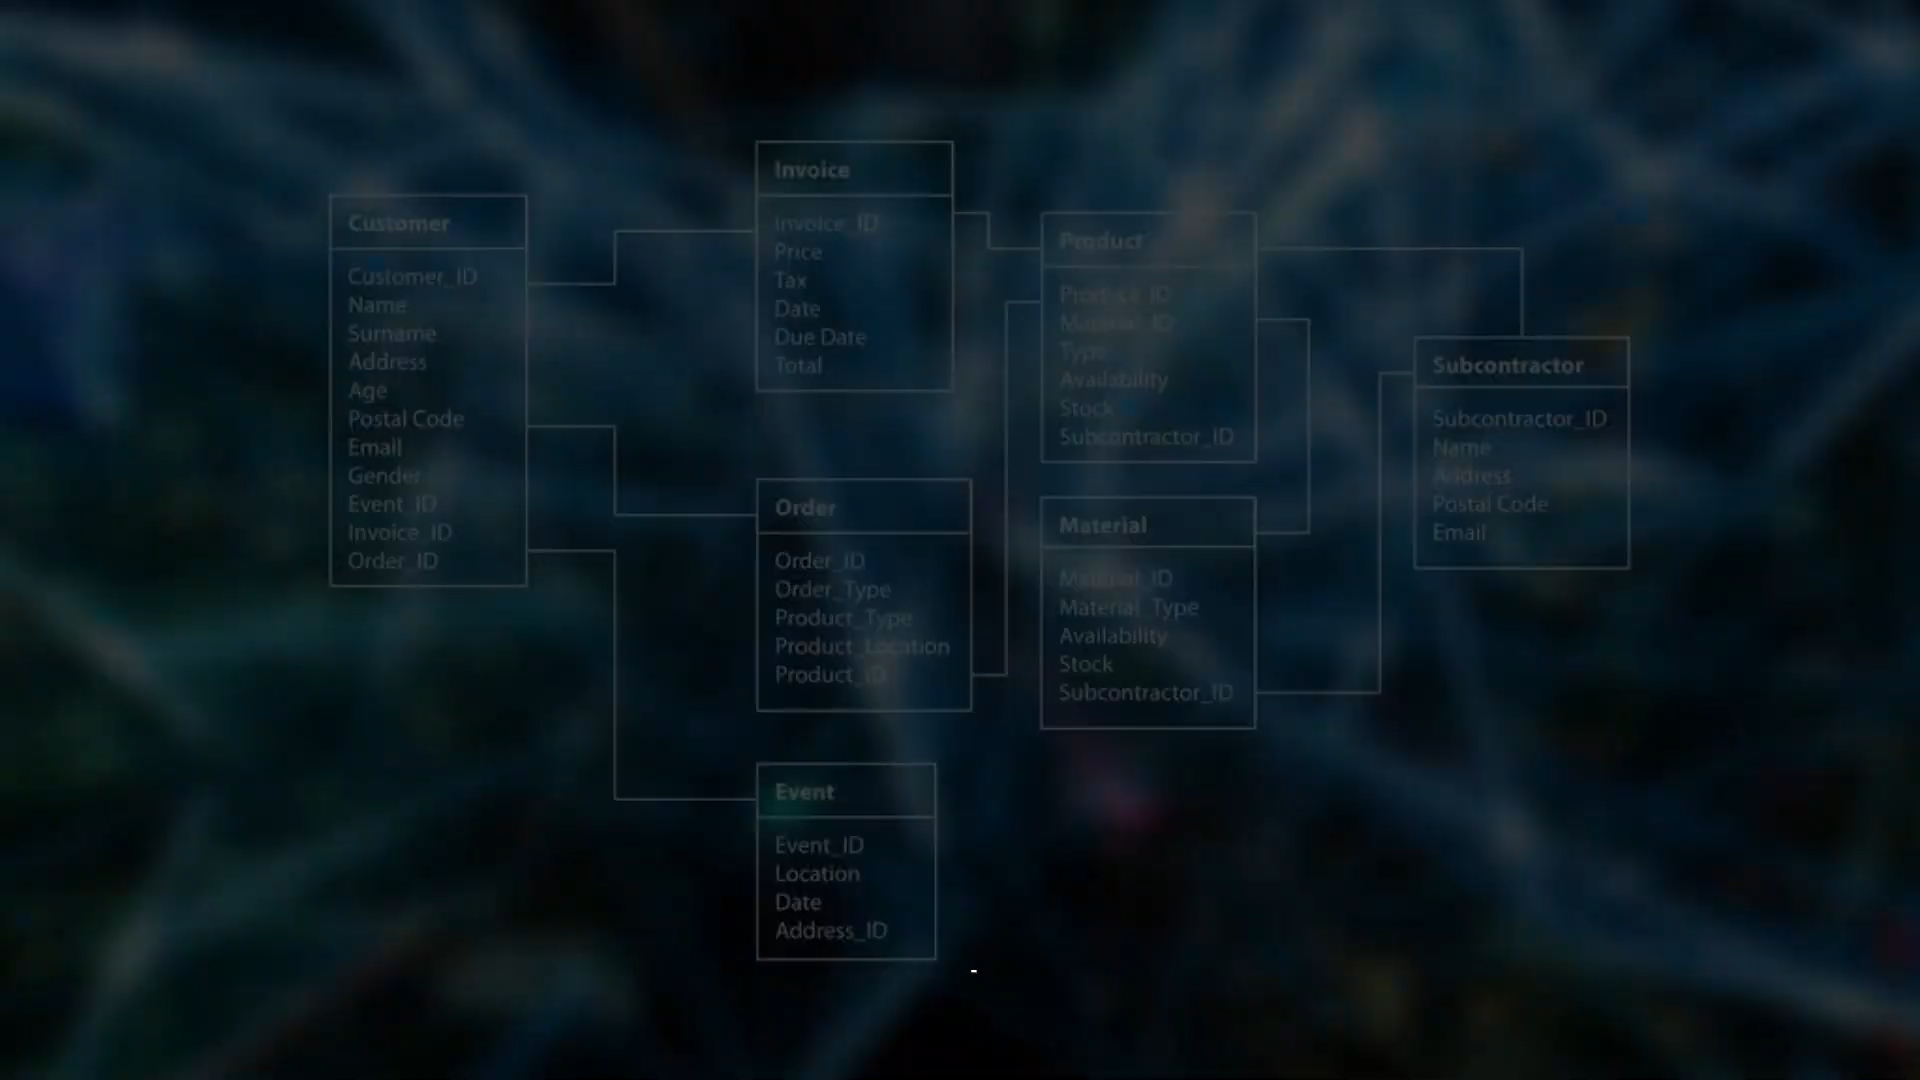 Customer
Customer_ID
Name
Surname
Address
Age
Postal Code
Email
Gender
Event_ID
Invoice_ID
Order_ID
Invoice
Invoice_ID
Price
Tax
Date
Due Date
Total
Order
Order_ID
Order_Type
Product_Type
Product_Location
Product_ID
Event
Event_ID
Location
Date
Address_ID
Product
Product_ID
Material_ID
Type
Availability
Stock
Subcontractor_ID
Material
Material_ID
Material_Type
Availability
Stock
Subcontractor_ID
Subcontractor
Subcontractor_ID
Name
Address
Postal Code
Email
-